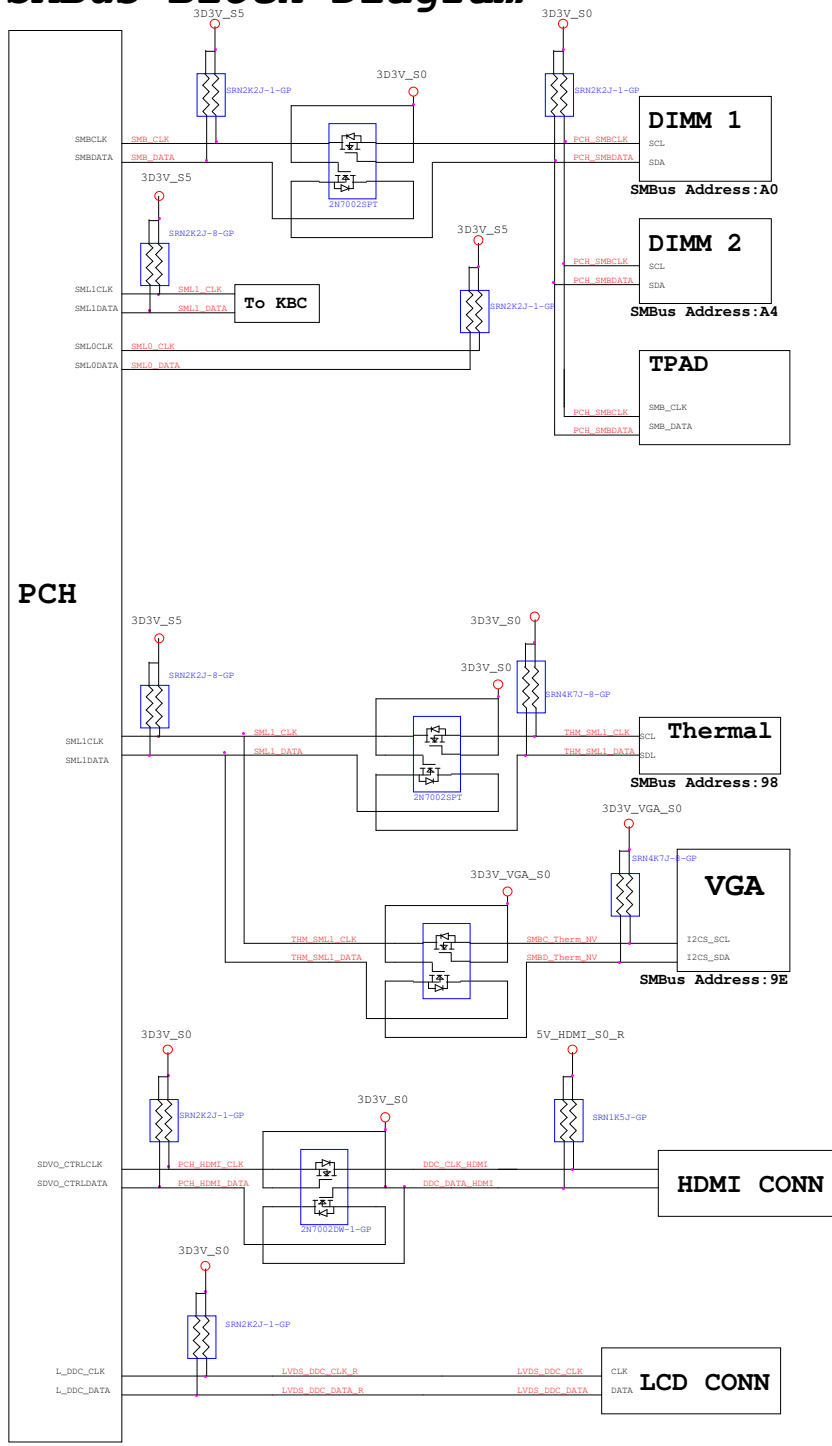 SMBus Block Diagram
3D3V_S5
3D3V_S0
SRN2K2J-1-GP
3D3V_S0
SRN2K2J-1-GP
DIMM 1
SMBCLK
SMB_CLK
PCH_SMBCLK
SCL
SMBDATA
SMB_DATA
PCH_SMBDATA
SDA
3D3V_S5
SMBus Address:A0
2N7002SPT
SRN2K2J-8-GP
3D3V_S5
DIMM 2
PCH_SMBCLK
SCL
PCH_SMBDATA
SDA
SML1CLK
SML1_CLK
To KBC
SML1DATA
SML1_DATA
SRN2K2J-1-GP
SMBus Address:A4
SML0CLK
SML0_CLK
SML0DATA
SML0_DATA
TPAD
PCH_SMBCLK
SMB_CLK
PCH_SMBDATA
SMB_DATA
PCH
3D3V_S5
3D3V_S0
SRN2K2J-8-GP
3D3V_S0
SRN4K7J-8-GP
SML1CLK
SML1_CLK
THM_SML1_CLK
SCL
Thermal
SML1DATA
SML1_DATA
THM_SML1_DATA
SDL
SMBus Address:98
2N7002SPT
3D3V_VGA_S0
SRN4K7J-8-GP
3D3V_VGA_S0
VGA
THM_SML1_CLK
SMBC_Therm_NV
I2CS_SCL
THM_SML1_DATA
SMBD_Therm_NV
I2CS_SDA
SMBus Address:9E
3D3V_S0
5V_HDMI_S0_R
3D3V_S0
SRN2K2J-1-GP
SRN1K5J-GP
SDVO_CTRLCLK
PCH_HDMI_CLK
DDC_CLK_HDMI
SDVO_CTRLDATA
PCH_HDMI_DATA
DDC_DATA_HDMI
HDMI CONN
2N7002DW-1-GP
3D3V_S0
SRN2K2J-1-GP
L_DDC_CLK
LVDS_DDC_CLK_R
LVDS_DDC_CLK
CLK
L_DDC_DATA
LVDS_DDC_DATA_R
LVDS_DDC_DATA
DATA
LCD CONN